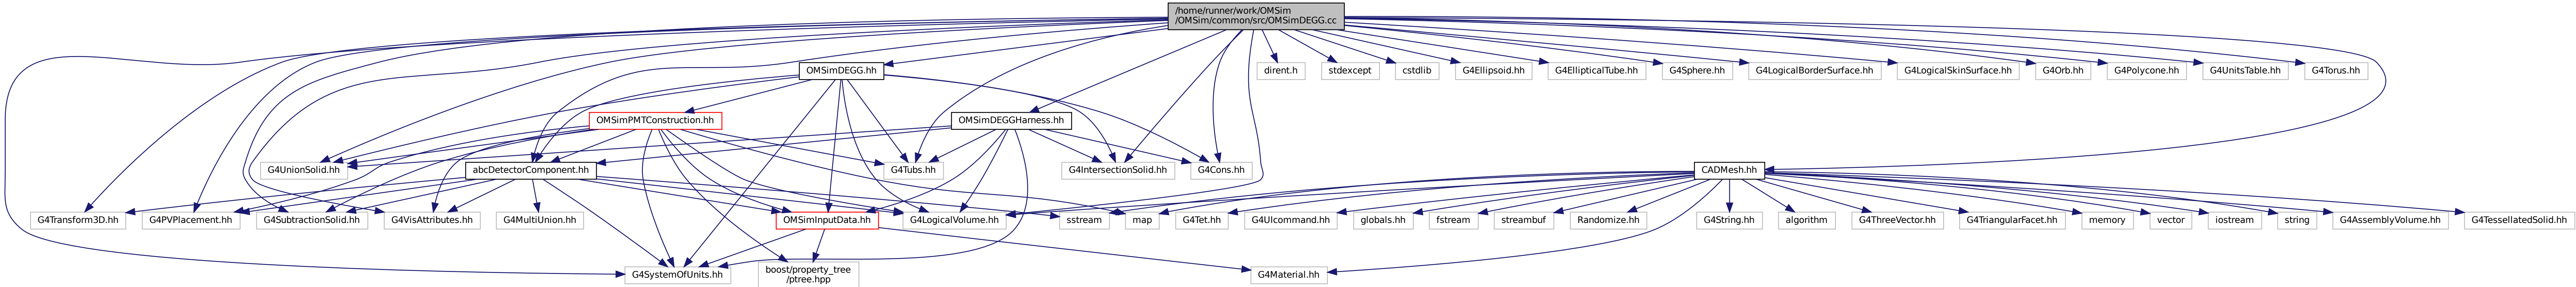 /home/runner/work/OMSim
/OMSim/common/src/OMSimDEGG.cc
OMSimDEGG.hh
dirent.h
stdexcept
cstdlib
G4Ellipsoid.hh
G4EllipticalTube.hh
G4Sphere.hh
G4LogicalBorderSurface.hh
G4LogicalSkinSurface.hh
G4Orb.hh
G4Polycone.hh
G4UnitsTable.hh
G4Torus.hh
OMSimPMTConstruction.hh
OMSimDEGGHarness.hh
G4UnionSolid.hh
abcDetectorComponent.hh
G4Tubs.hh
G4IntersectionSolid.hh
G4Cons.hh
CADMesh.hh
G4Transform3D.hh
G4PVPlacement.hh
G4SubtractionSolid.hh
G4VisAttributes.hh
G4MultiUnion.hh
OMSimInputData.hh
G4LogicalVolume.hh
sstream
map
G4Tet.hh
G4UIcommand.hh
globals.hh
fstream
streambuf
Randomize.hh
G4String.hh
algorithm
G4ThreeVector.hh
G4TriangularFacet.hh
memory
vector
iostream
string
G4AssemblyVolume.hh
G4TessellatedSolid.hh
G4SystemOfUnits.hh
boost/property_tree
/ptree.hpp
G4Material.hh